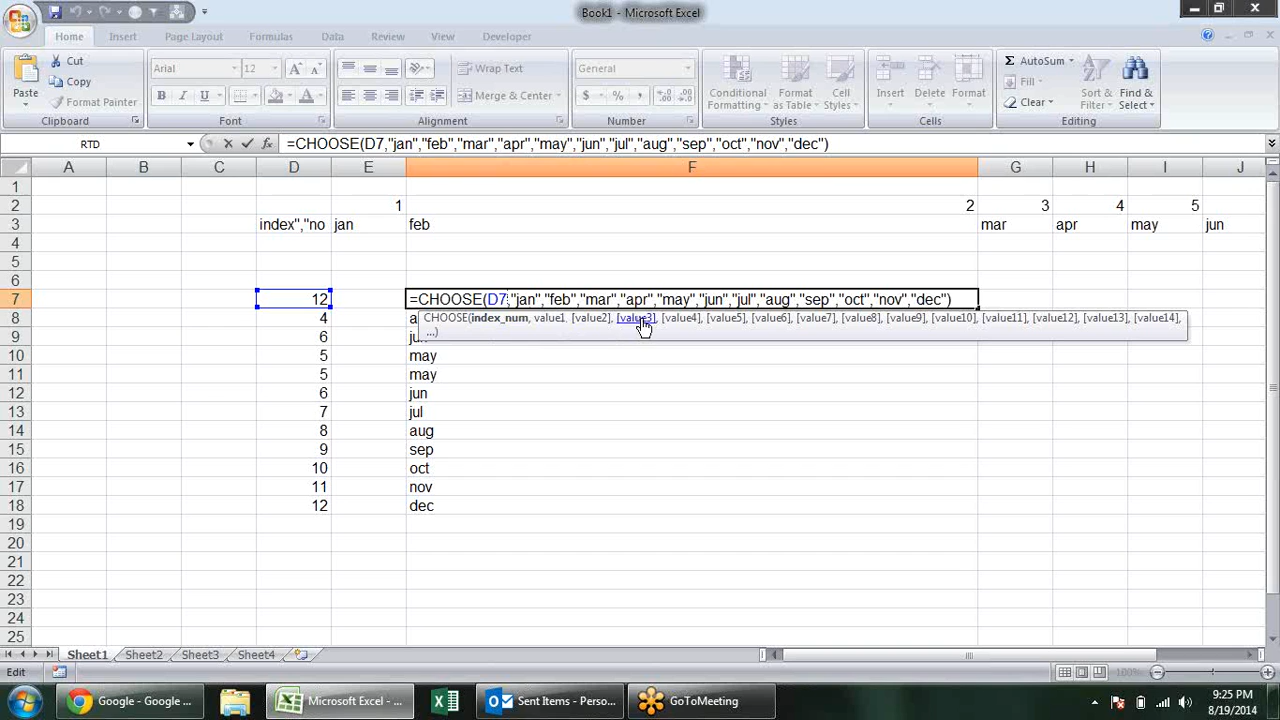 Book1 - Microsoft Excel
Home Insert Page Layout Formulas Data Review View Developer
Paste
Cut
Copy
Format Painter
Clipboard
Arial 12
B I U
Font
Wrap Text
Merge & Center
Alignment
General
$ % ,
Number
Conditional Formatting
Format as Table
Cell Styles
Styles
Insert Delete Format
Cells
AutoSum
Fill
Clear
Sort & Filter
Find & Select
Editing
RTD =CHOOSE(D7,"jan","feb","mar","apr","may","jun","jul","aug","sep","oct","nov","dec")
A B C D E F G H I J
1
2 1 2 3 4 5
3 index","no jan feb mar apr may jun
4
5
6
7 12 =CHOOSE(D7,"jan","feb","mar","apr","may","jun","jul","aug","sep","oct","nov","dec")
CHOOSE(index_num, value1, [value2], [value3], [value4], [value5], [value6], [value7], [value8], [value9], [value10], [value11], [value12], [value13], [value14],
...)
8 4
9 6
10 5 may
11 5 may
12 6 jun
13 7 jul
14 8 aug
15 9 sep
16 10 oct
17 11 nov
18 12 dec
19
20
21
22
23
24
25
Sheet1 Sheet2 Sheet3 Sheet4
Edit 100%
Google - Google ...
Microsoft Excel - ...
Sent Items - Perso...
GoToMeeting
9:25 PM
8/19/2014